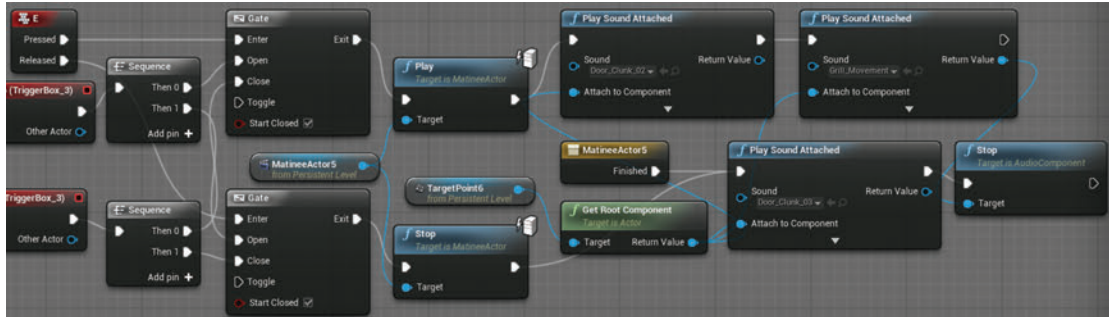 E
Pressed
Released
(TriggerBox_3)
Other Actor
Sequence
Then 0
Then 1
Add pin +
Gate
Enter
Exit
Open
Close
Toggle
Start Closed
MatineeActor5
from Persistent Level
Play
Target is MatineeActor
Target
Play Sound Attached
Sound
Door_Clunk_02
Return Value
Attach to Component
Play Sound Attached
Sound
Grill_Movement
Return Value
Attach to Component
TriggerBox_3)
Other Actor
Sequence
Then 0
Then 1
Add pin +
Gate
Enter
Exit
Open
Close
Toggle
Start Closed
TargetPoint6
from Persistent Level
Stop
Target is MatineeActor
Target
MatineeActor5
Finished
Get Root Component
Target is Actor
Target
Return Value
Play Sound Attached
Sound
Door_Clunk_03
Return Value
Attach to Component
Stop
Target is AudioComponent
Target